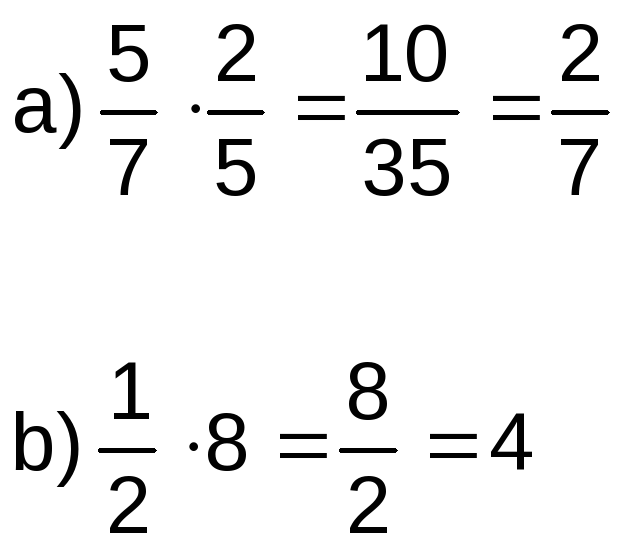 a) 5/7 · 2/5 = 10/35 = 2/7
b) 1/2 · 8 = 8/2 = 4